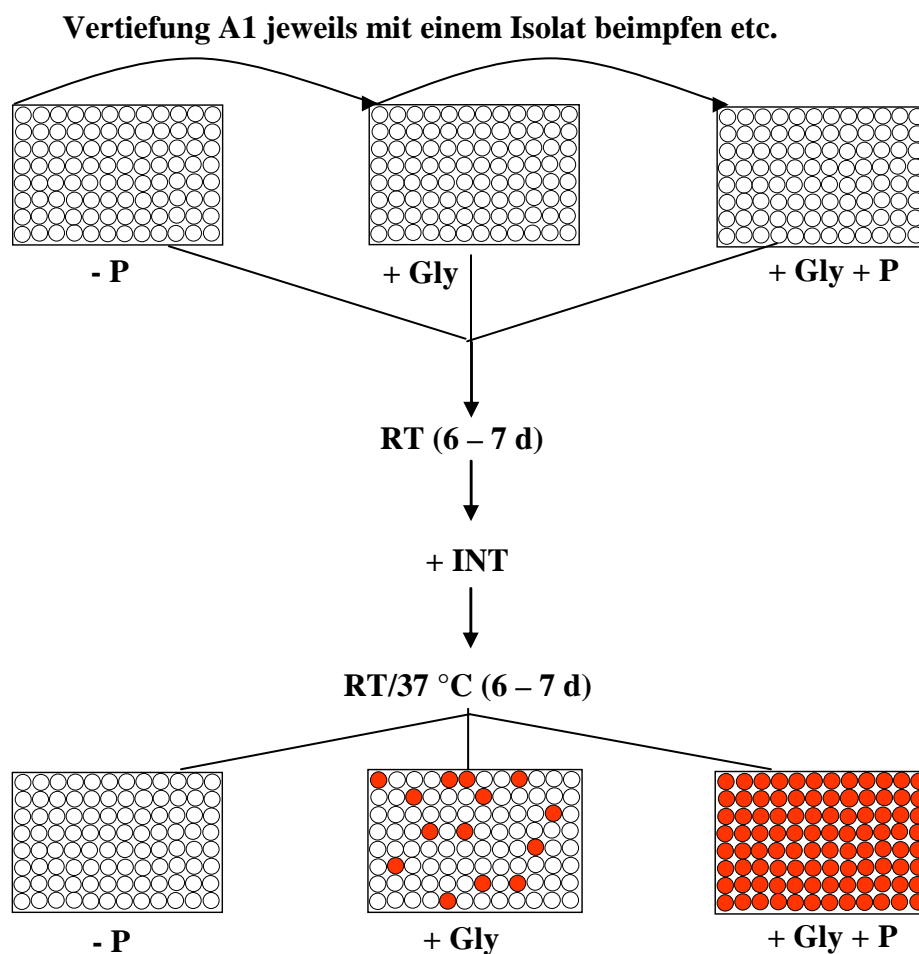 Vertiefung A1 jeweils mit einem Isolat beimpfen etc.
- P
+ Gly
+ Gly + P
RT (6 – 7 d)
+ INT
RT/37 °C (6 – 7 d)
- P
+ Gly
+ Gly + P